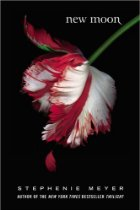 new moon
STEPHENIE MEYER
AUTHOR OF THE NEW YORK TIMES BESTSELLER TWILIGHT